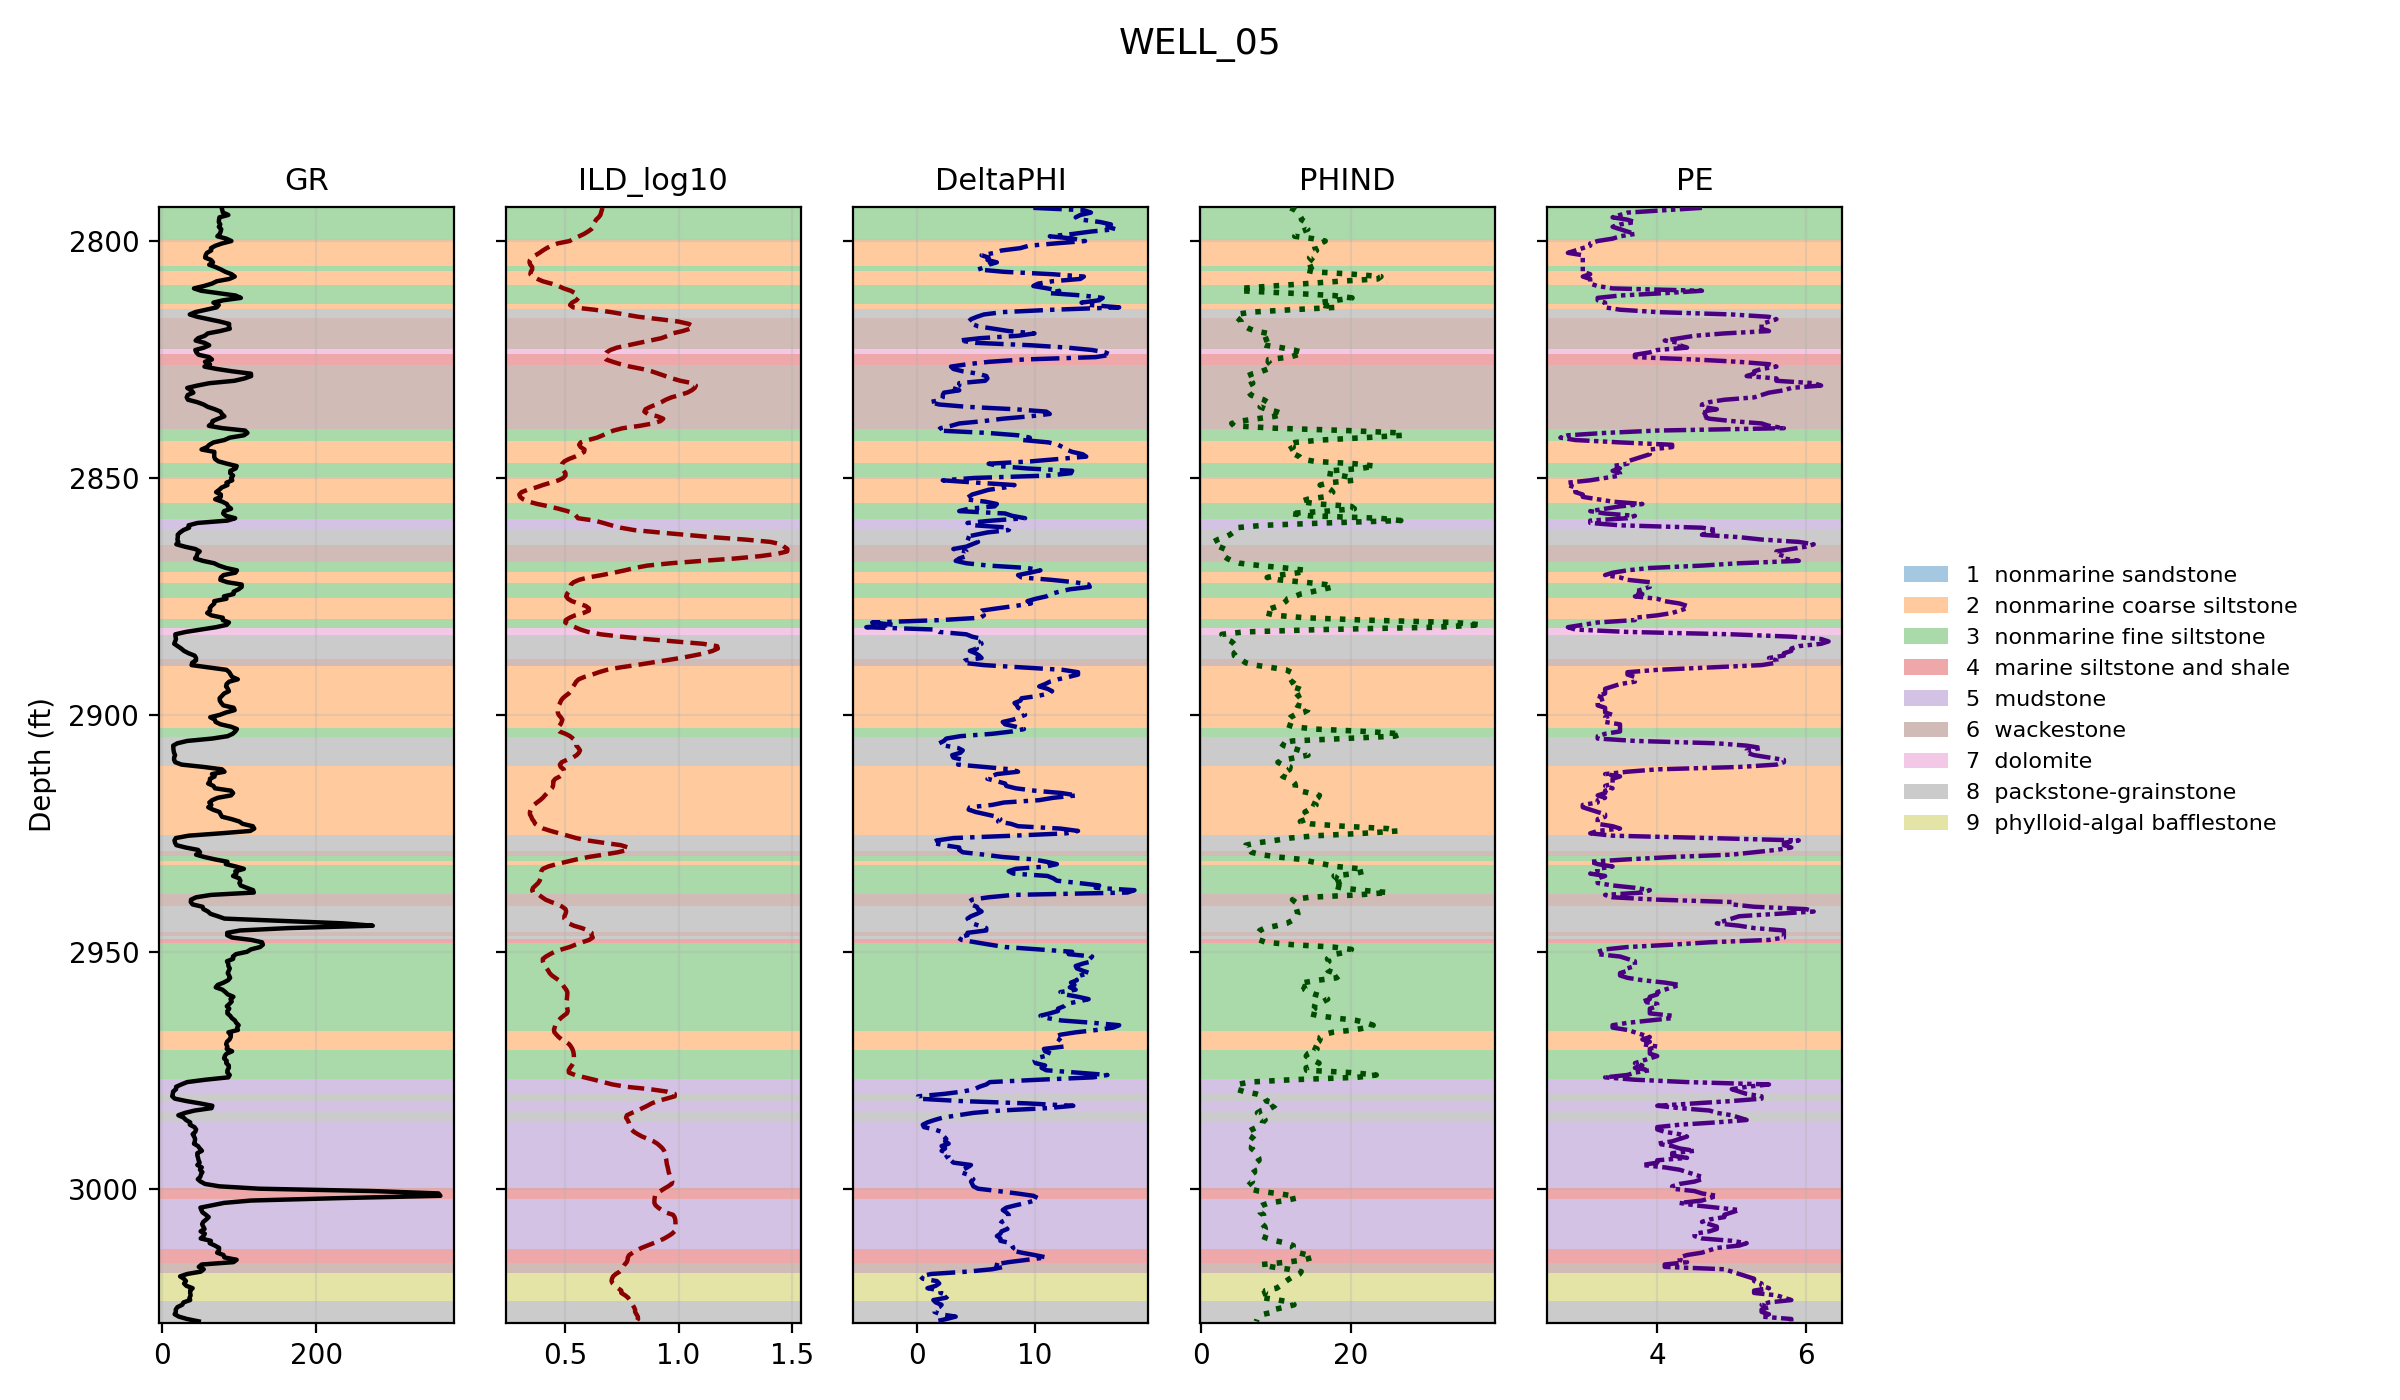 WELL_05
GR
ILD_log10
DeltaPHI
PHIND
PE
Depth (ft)
2800
2850
2900
2950
3000
0 200
0.5 1.0 1.5
0 10
0 20
4 6
1 nonmarine sandstone
2 nonmarine coarse siltstone
3 nonmarine fine siltstone
4 marine siltstone and shale
5 mudstone
6 wackestone
7 dolomite
8 packstone-grainstone
9 phylloid-algal bafflestone